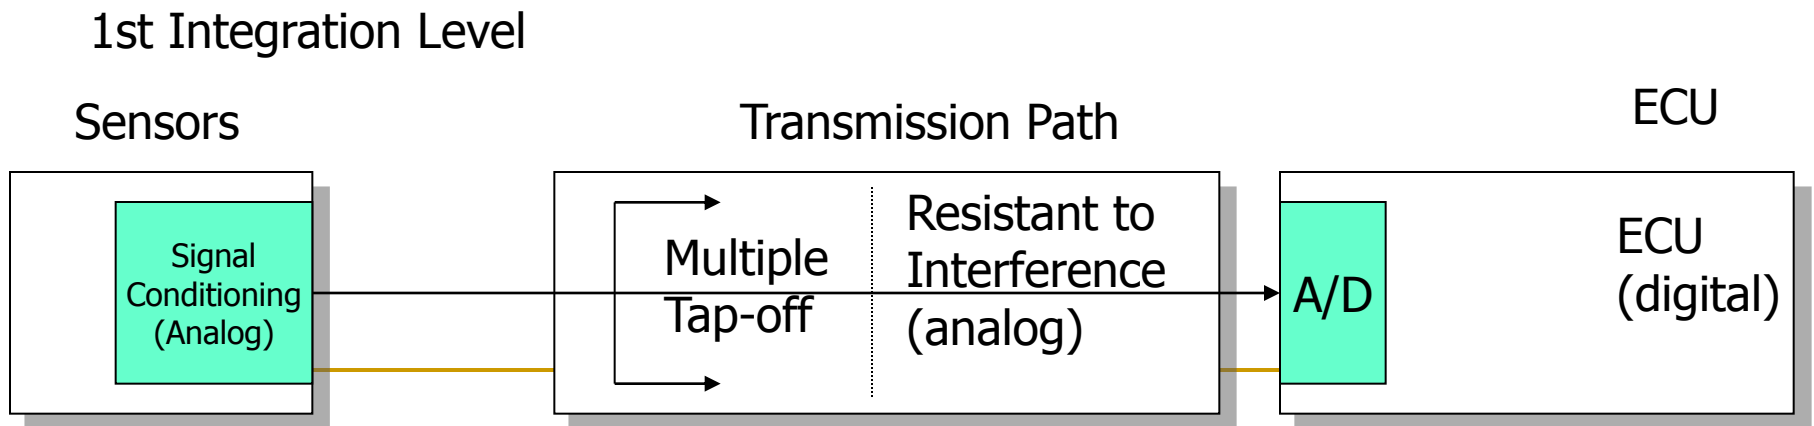 1st Integration Level
Sensors
Transmission Path
ECU
Signal
Conditioning
(Analog)
Multiple
Tap-off
Resistant to
Interference
(analog)
A/D
ECU
(digital)